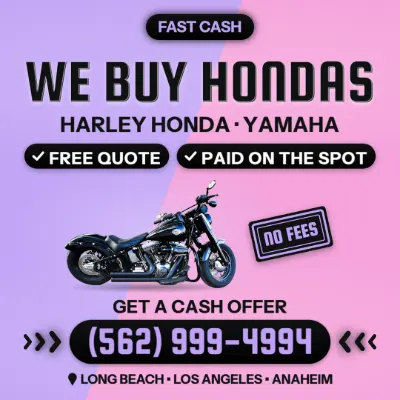 FAST CASH
WE BUY HONDAS
HARLEY HONDA · YAMAHA
✓ FREE QUOTE ✓ PAID ON THE SPOT
NO FEES
GET A CASH OFFER
››› (562) 999-4994 ‹‹‹
LONG BEACH • LOS ANGELES • ANAHEIM